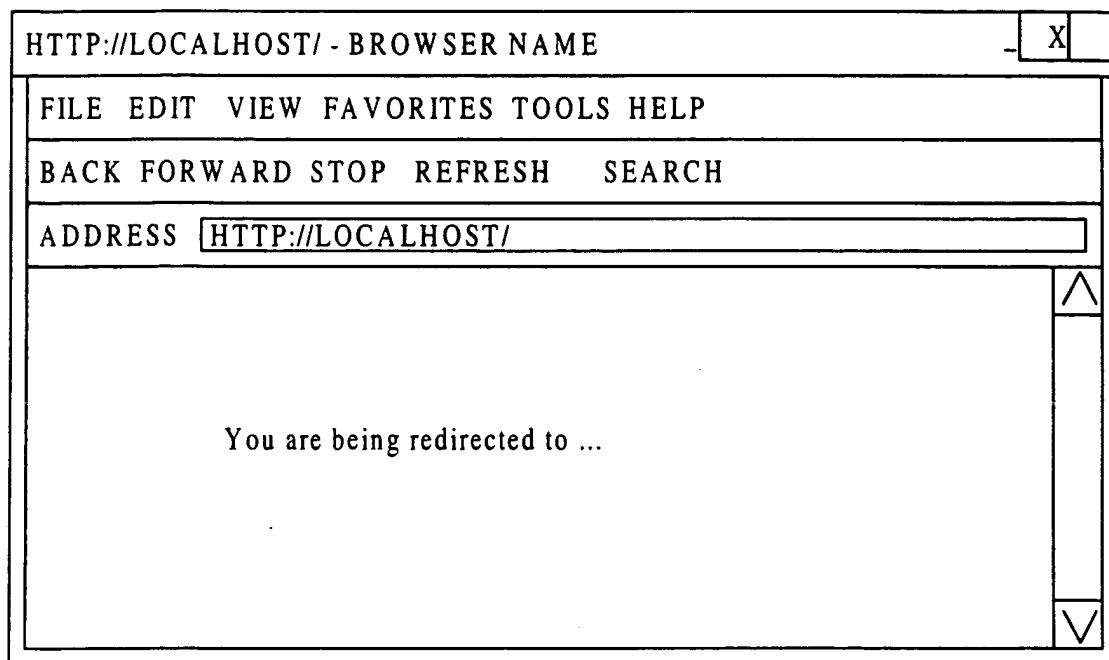 HTTP://LOCALHOST/ - BROWSER NAME _ X
FILE EDIT VIEW FAVORITES TOOLS HELP
BACK FORWARD STOP REFRESH SEARCH
ADDRESS HTTP://LOCALHOST/
You are being redirected to ...